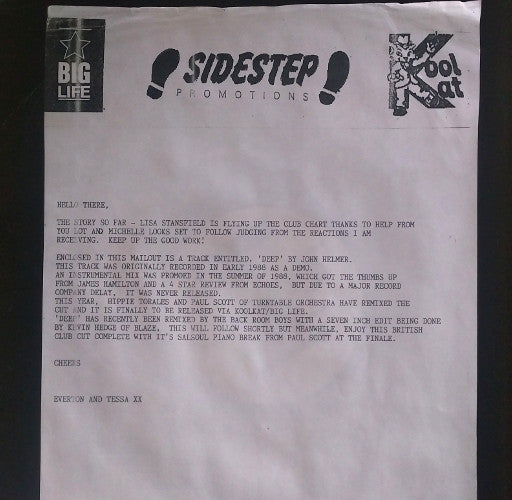 BIG
LIFE
SIDESTEP
PROMOTIONS
Kool
Kat
HELLO THERE,
THE STORY SO FAR - LISA STANSFIELD IS FLYING UP THE CLUB CHART THANKS TO HELP FROM
YOU LOT AND MICHELLE LOOKS SET TO FOLLOW JUDGING FROM THE REACTIONS I AM
RECEIVING. KEEP UP THE GOOD WORK!
ENCLOSED IN THIS MAILOUT IS A TRACK ENTITLED. 'DEEP' BY JOHN HELMER.
THIS TRACK WAS ORIGINALLY RECORDED IN EARLY 1988 AS A DEMO.
AN INSTRUMENTAL MIX WAS PROMOED IN THE SUMMER OF 1988, WHICH GOT THE THUMBS UP
FROM JAMES HAMILTON AND A 4 STAR REVIEW FROM ECHOES, BUT DUE TO A MAJOR RECORD
COMPANY DELAY, IT WAS NEVER RELEASED.
THIS YEAR, HIPPIE TORALES AND PAUL SCOTT OF TURNTABLE ORCHESTRA HAVE REMIXED THE
CUT AND IT IS FINALLY TO BE RELEASED VIA KOOLKAT/BIG LIFE.
'DEEP' HAS RECENTLY BEEN REMIXED BY THE BACK ROOM BOYS WITH A SEVEN INCH EDIT BEING DONE
BY KEVIN HEDGE OF BLAZE, THIS WILL FOLLOW SHORTLY BUT MEANWHILE, ENJOY THIS BRITISH
CLUB CUT COMPLETE WITH IT'S SALSOUL PIANO BREAK FROM PAUL SCOTT AT THE FINALE.
CHEERS
EVERTON AND TESSA XX